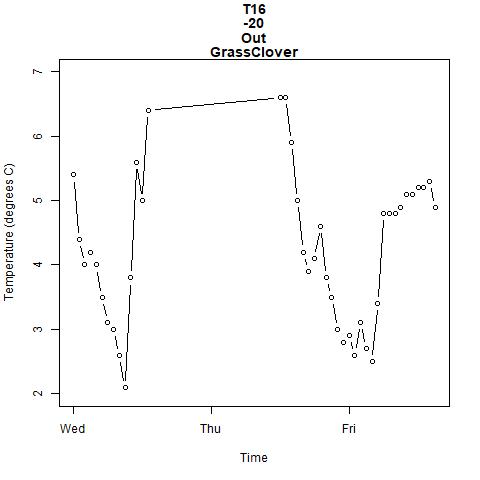 T16
-20
Out
GrassClover
Temperature (degrees C)
7
6
5
4
3
2
Wed
Thu
Fri
Time